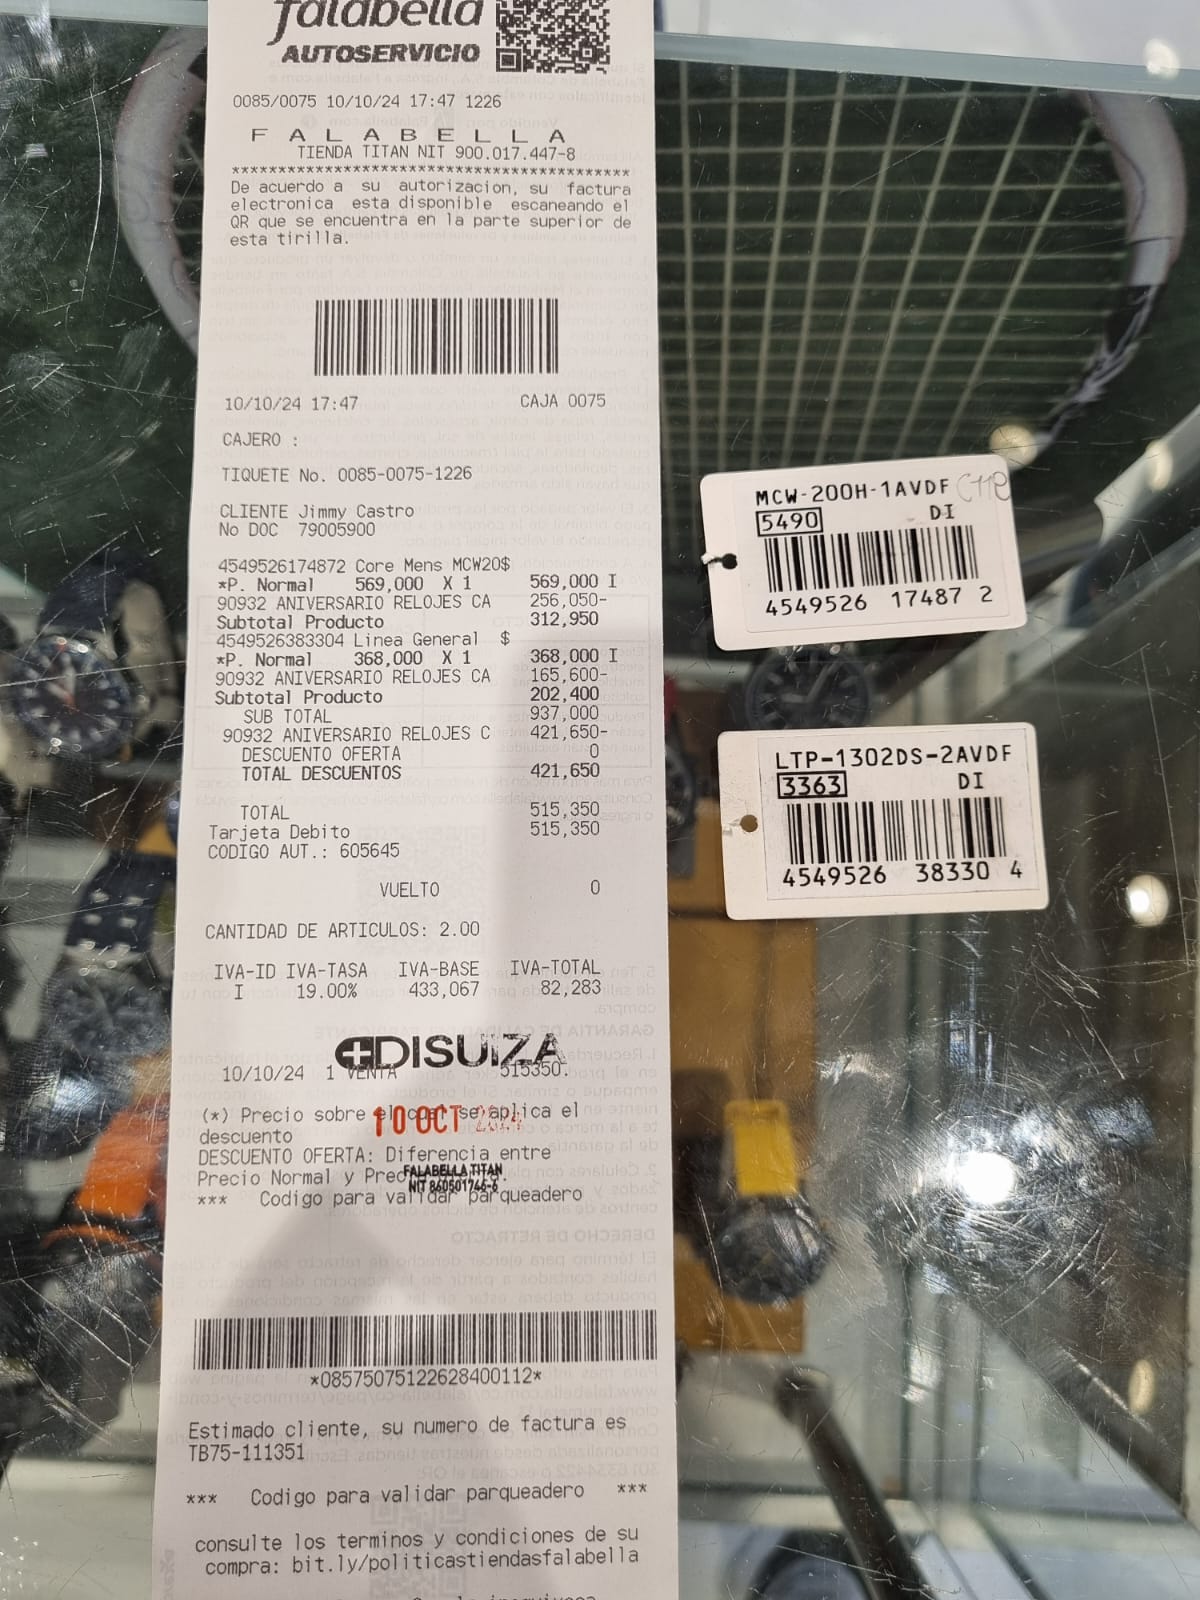 falabella
AUTOSERVICIO
0085/0075 10/10/24 17:47 1226
F A L A B E L L A
TIENDA TITAN NIT 900.017.447-8
******************************************
De acuerdo a su autorizacion, su factura
electronica esta disponible escaneando el
QR que se encuentra en la parte superior de
esta tirilla.
10/10/24 17:47 CAJA 0075
CAJERO :
TIQUETE No. 0085-0075-1226
CLIENTE Jimmy Castro
No DOC 79005900
4549526174872 Core Mens MCW20$
*P. Normal 569,000 X 1 569,000 I
90932 ANIVERSARIO RELOJES CA 256,050-
Subtotal Producto 312,950
4549526383304 Linea General $
*P. Normal 368,000 X 1 368,000 I
90932 ANIVERSARIO RELOJES CA 165,600-
Subtotal Producto 202,400
SUB TOTAL 937,000
90932 ANIVERSARIO RELOJES C 421,650-
DESCUENTO OFERTA 0
TOTAL DESCUENTOS 421,650
TOTAL 515,350
Tarjeta Debito 515,350
CODIGO AUT.: 605645
VUELTO 0
CANTIDAD DE ARTICULOS: 2.00
IVA-ID IVA-TASA IVA-BASE IVA-TOTAL
I 19.00% 433,067 82,283
DISUIZA
10/10/24 1 VENTA 515350.
(*) Precio sobre el cual se aplica el
10 OCT 2024
descuento
DESCUENTO OFERTA: Diferencia entre
Precio Normal y
FALABELLA TITAN
NIT 860501746-6
*** Codigo para validar parqueadero
*08575075122628400112*
Estimado cliente, su numero de factura es
TB75-111351
*** Codigo para validar parqueadero ***
consulte los terminos y condiciones de su
compra: bit.ly/politicastiendasfalabella
MCW-200H-1AVDF
5490 DI
4549526 17487 2
LTP-1302DS-2AVDF
3363 DI
4549526 38330 4